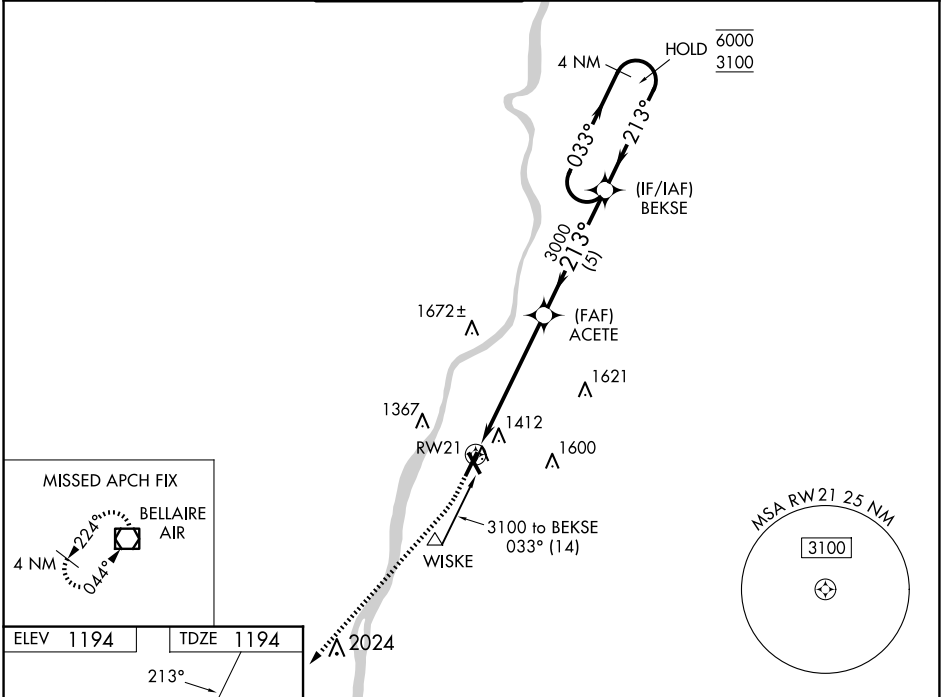 6000
HOLD
3100
4 NM
033°
213°
(IF/IAF)
BEKSE
3000
213°
(5)
(FAF)
ACETE
1672±
1621
1367
1412
RW21
1600
MISSED APCH FIX
BELLAIRE
AIR
224°
4 NM
044°
3100 to BEKSE
033° (14)
WISKE
MSA RW21 25 NM
3100
ELEV 1194
TDZE 1194
2024
213°